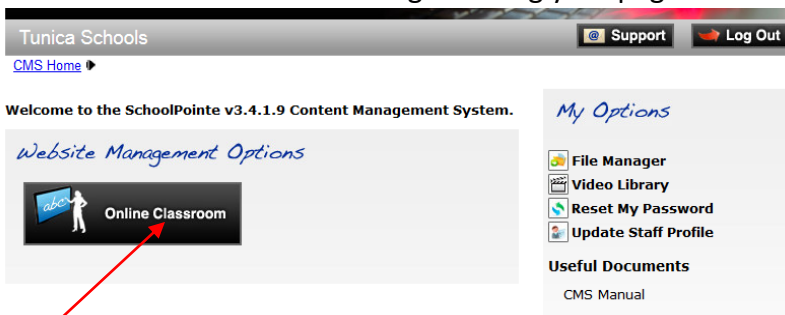 Tunica Schools
Support
Log Out
CMS Home
Welcome to the SchoolPointe v3.4.1.9 Content Management System.
Website Management Options
abc
Online Classroom
My Options
File Manager
Video Library
Reset My Password
Update Staff Profile
Useful Documents
CMS Manual